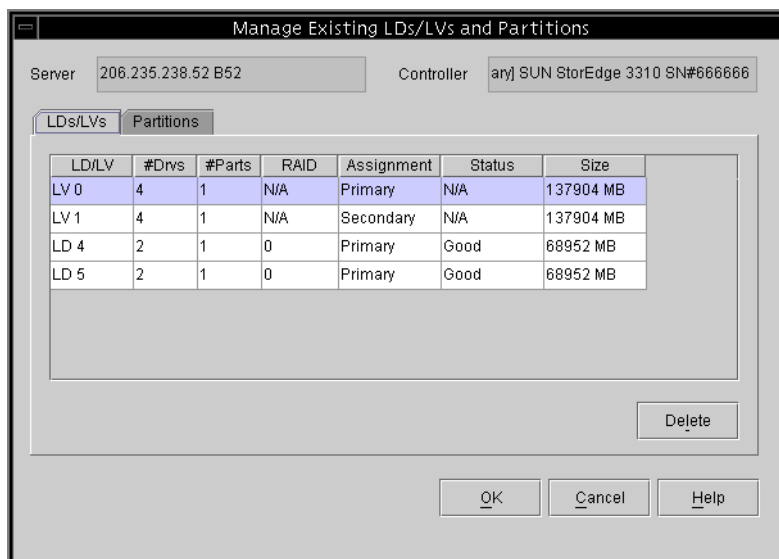 Manage Existing LDs/LVs and Partitions
Server 206.235.238.52 B52 Controller ary] SUN StorEdge 3310 SN#666666
LDs/LVs Partitions
LD/LV #Drvs #Parts RAID Assignment Status Size
LV 0 4 1 N/A Primary N/A 137904 MB
LV 1 4 1 N/A Secondary N/A 137904 MB
LD 4 2 1 0 Primary Good 68952 MB
LD 5 2 1 0 Primary Good 68952 MB
Delete
OK Cancel Help